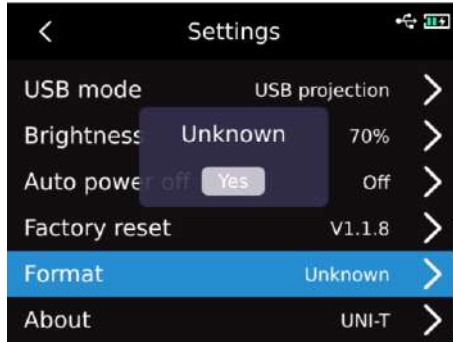 Settings
USB mode USB projection
Brightness 70%
Unknown
Auto power off Off
Yes
Factory reset V1.1.8
Format Unknown
About UNI-T